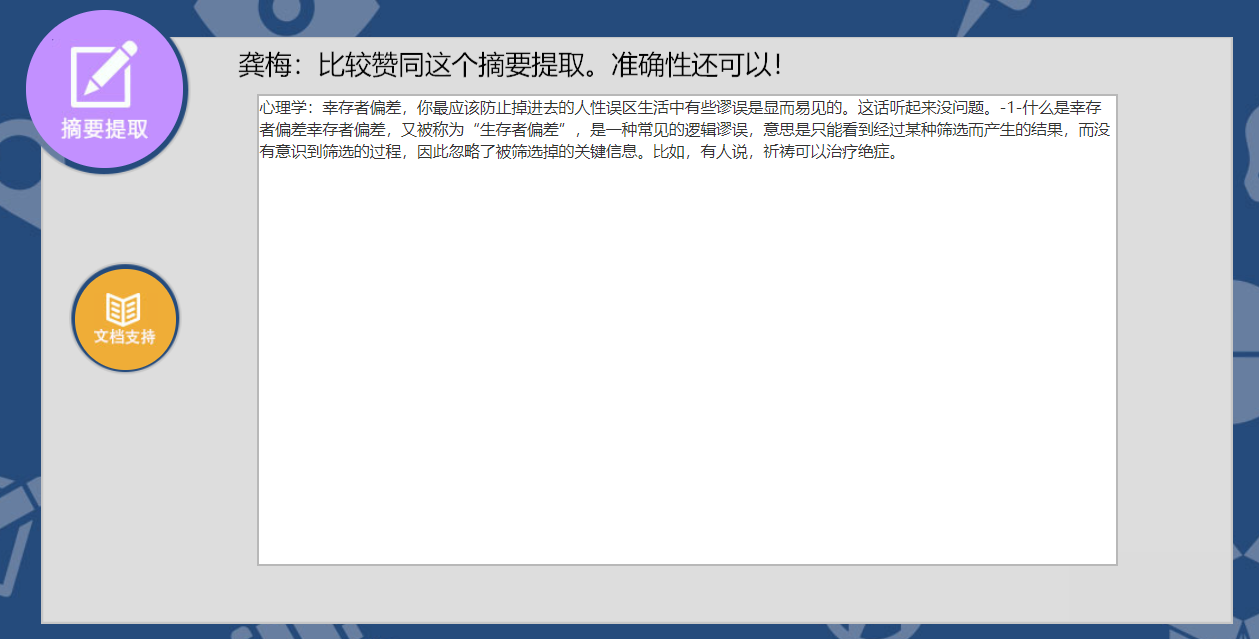 龚梅：比较赞同这个摘要提取。准确性还可以！
摘要提取
心理学：幸存者偏差，你最应该防止掉进去的人性误区生活中有些谬误是显而易见的。这话听起来没问题。-1-什么是幸存
者偏差幸存者偏差，又被称为“生存者偏差”，是一种常见的逻辑谬误，意思是只能看到经过某种筛选而产生的结果，而没
有意识到筛选的过程，因此忽略了被筛选掉的关键信息。比如，有人说，祈祷可以治疗绝症。
文档支持